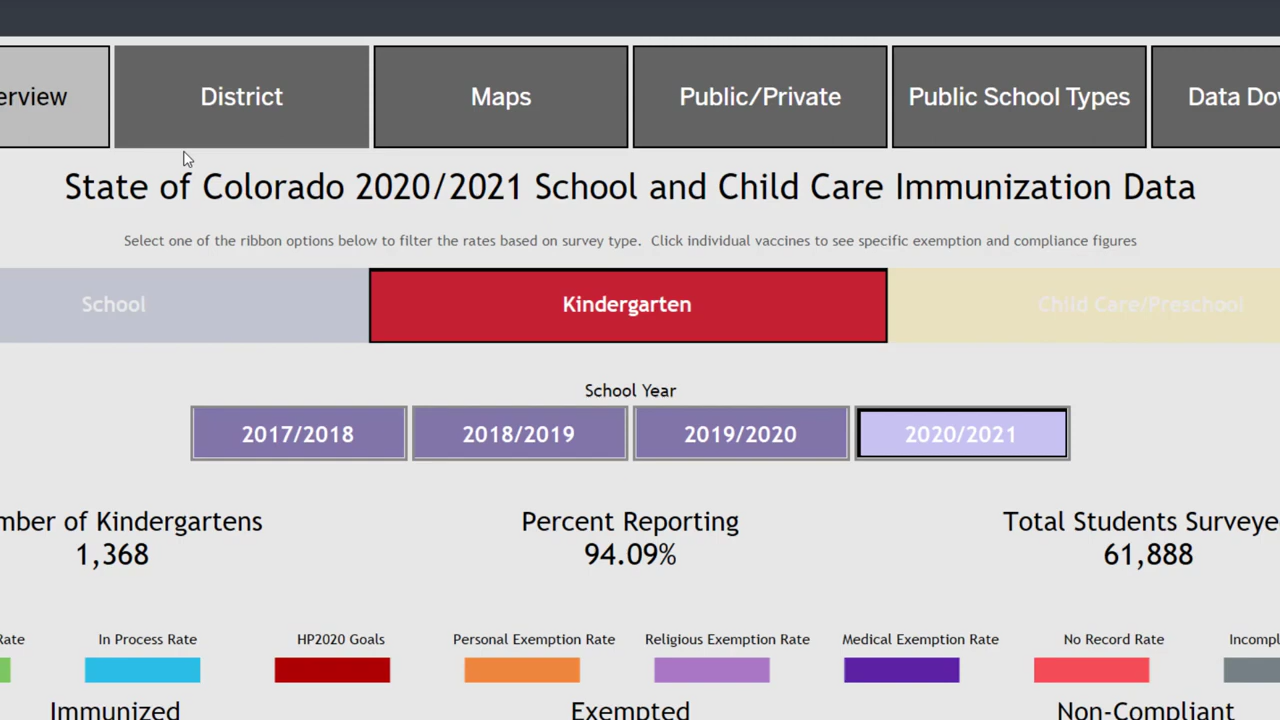 erview
District
Maps
Public/Private
Public School Types
Data Do
State of Colorado 2020/2021 School and Child Care Immunization Data
Select one of the ribbon options below to filter the rates based on survey type. Click individual vaccines to see specific exemption and compliance figures
School
Kindergarten
Child Care/Preschool
School Year
2017/2018
2018/2019
2019/2020
2020/2021
mber of Kindergartens
Percent Reporting
Total Students Surveye
1,368
94.09%
61,888
Rate
In Process Rate
HP2020 Goals
Personal Exemption Rate
Religious Exemption Rate
Medical Exemption Rate
No Record Rate
Incompl
Immunized
Exempted
Non-Compliant